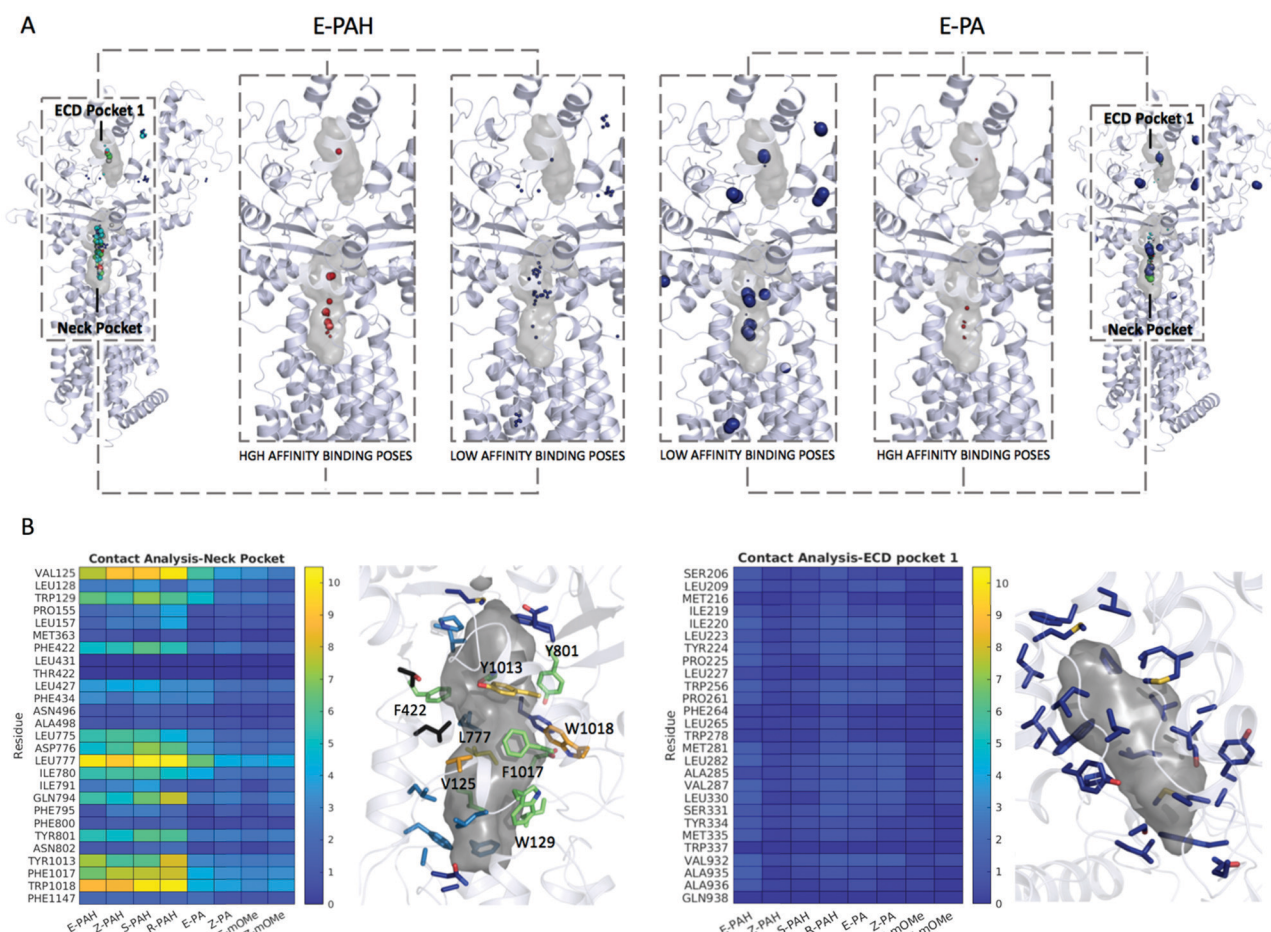 A
E-PAH
E-PA
ECD Pocket 1
Neck Pocket
HGH AFFINITY BINDING POSES
LOW AFFINITY BINDING POSES
LOW AFFINITY BINDING POSES
HGH AFFINITY BINDING POSES
ECD Pocket 1
Neck Pocket
B
Contact Analysis-Neck Pocket
Residue
VAL125
LEU128
TRP129
PRO155
LEU157
MET363
PHE422
LEU431
THR422
LEU427
PHE434
ASN496
ALA498
LEU775
ASP776
LEU777
ILE780
ILE791
GLN794
PHE795
PHE800
TYR801
ASN802
TYR1013
PHE1017
TRP1018
PHE1147
E-PAH
Z-PAH
S-PAH
R-PAH
E-PA
Z-PA
10
9
8
7
6
5
4
3
2
1
0
Y801
Y1013
F422
W1018
L777
F1017
V125
W129
Contact Analysis-ECD pocket 1
Residue
SER206
LEU209
MET216
ILE219
ILE220
LEU223
TYR224
PRO225
LEU227
TRP256
PRO261
PHE264
LEU265
TRP278
MET281
LEU282
ALA285
VAL287
LEU330
SER331
TYR334
MET335
TRP337
VAL932
ALA935
ALA936
GLN938
E-PAH
Z-PAH
S-PAH
R-PAH
E-PA
Z-PA
10
9
8
7
6
5
4
3
2
1
0